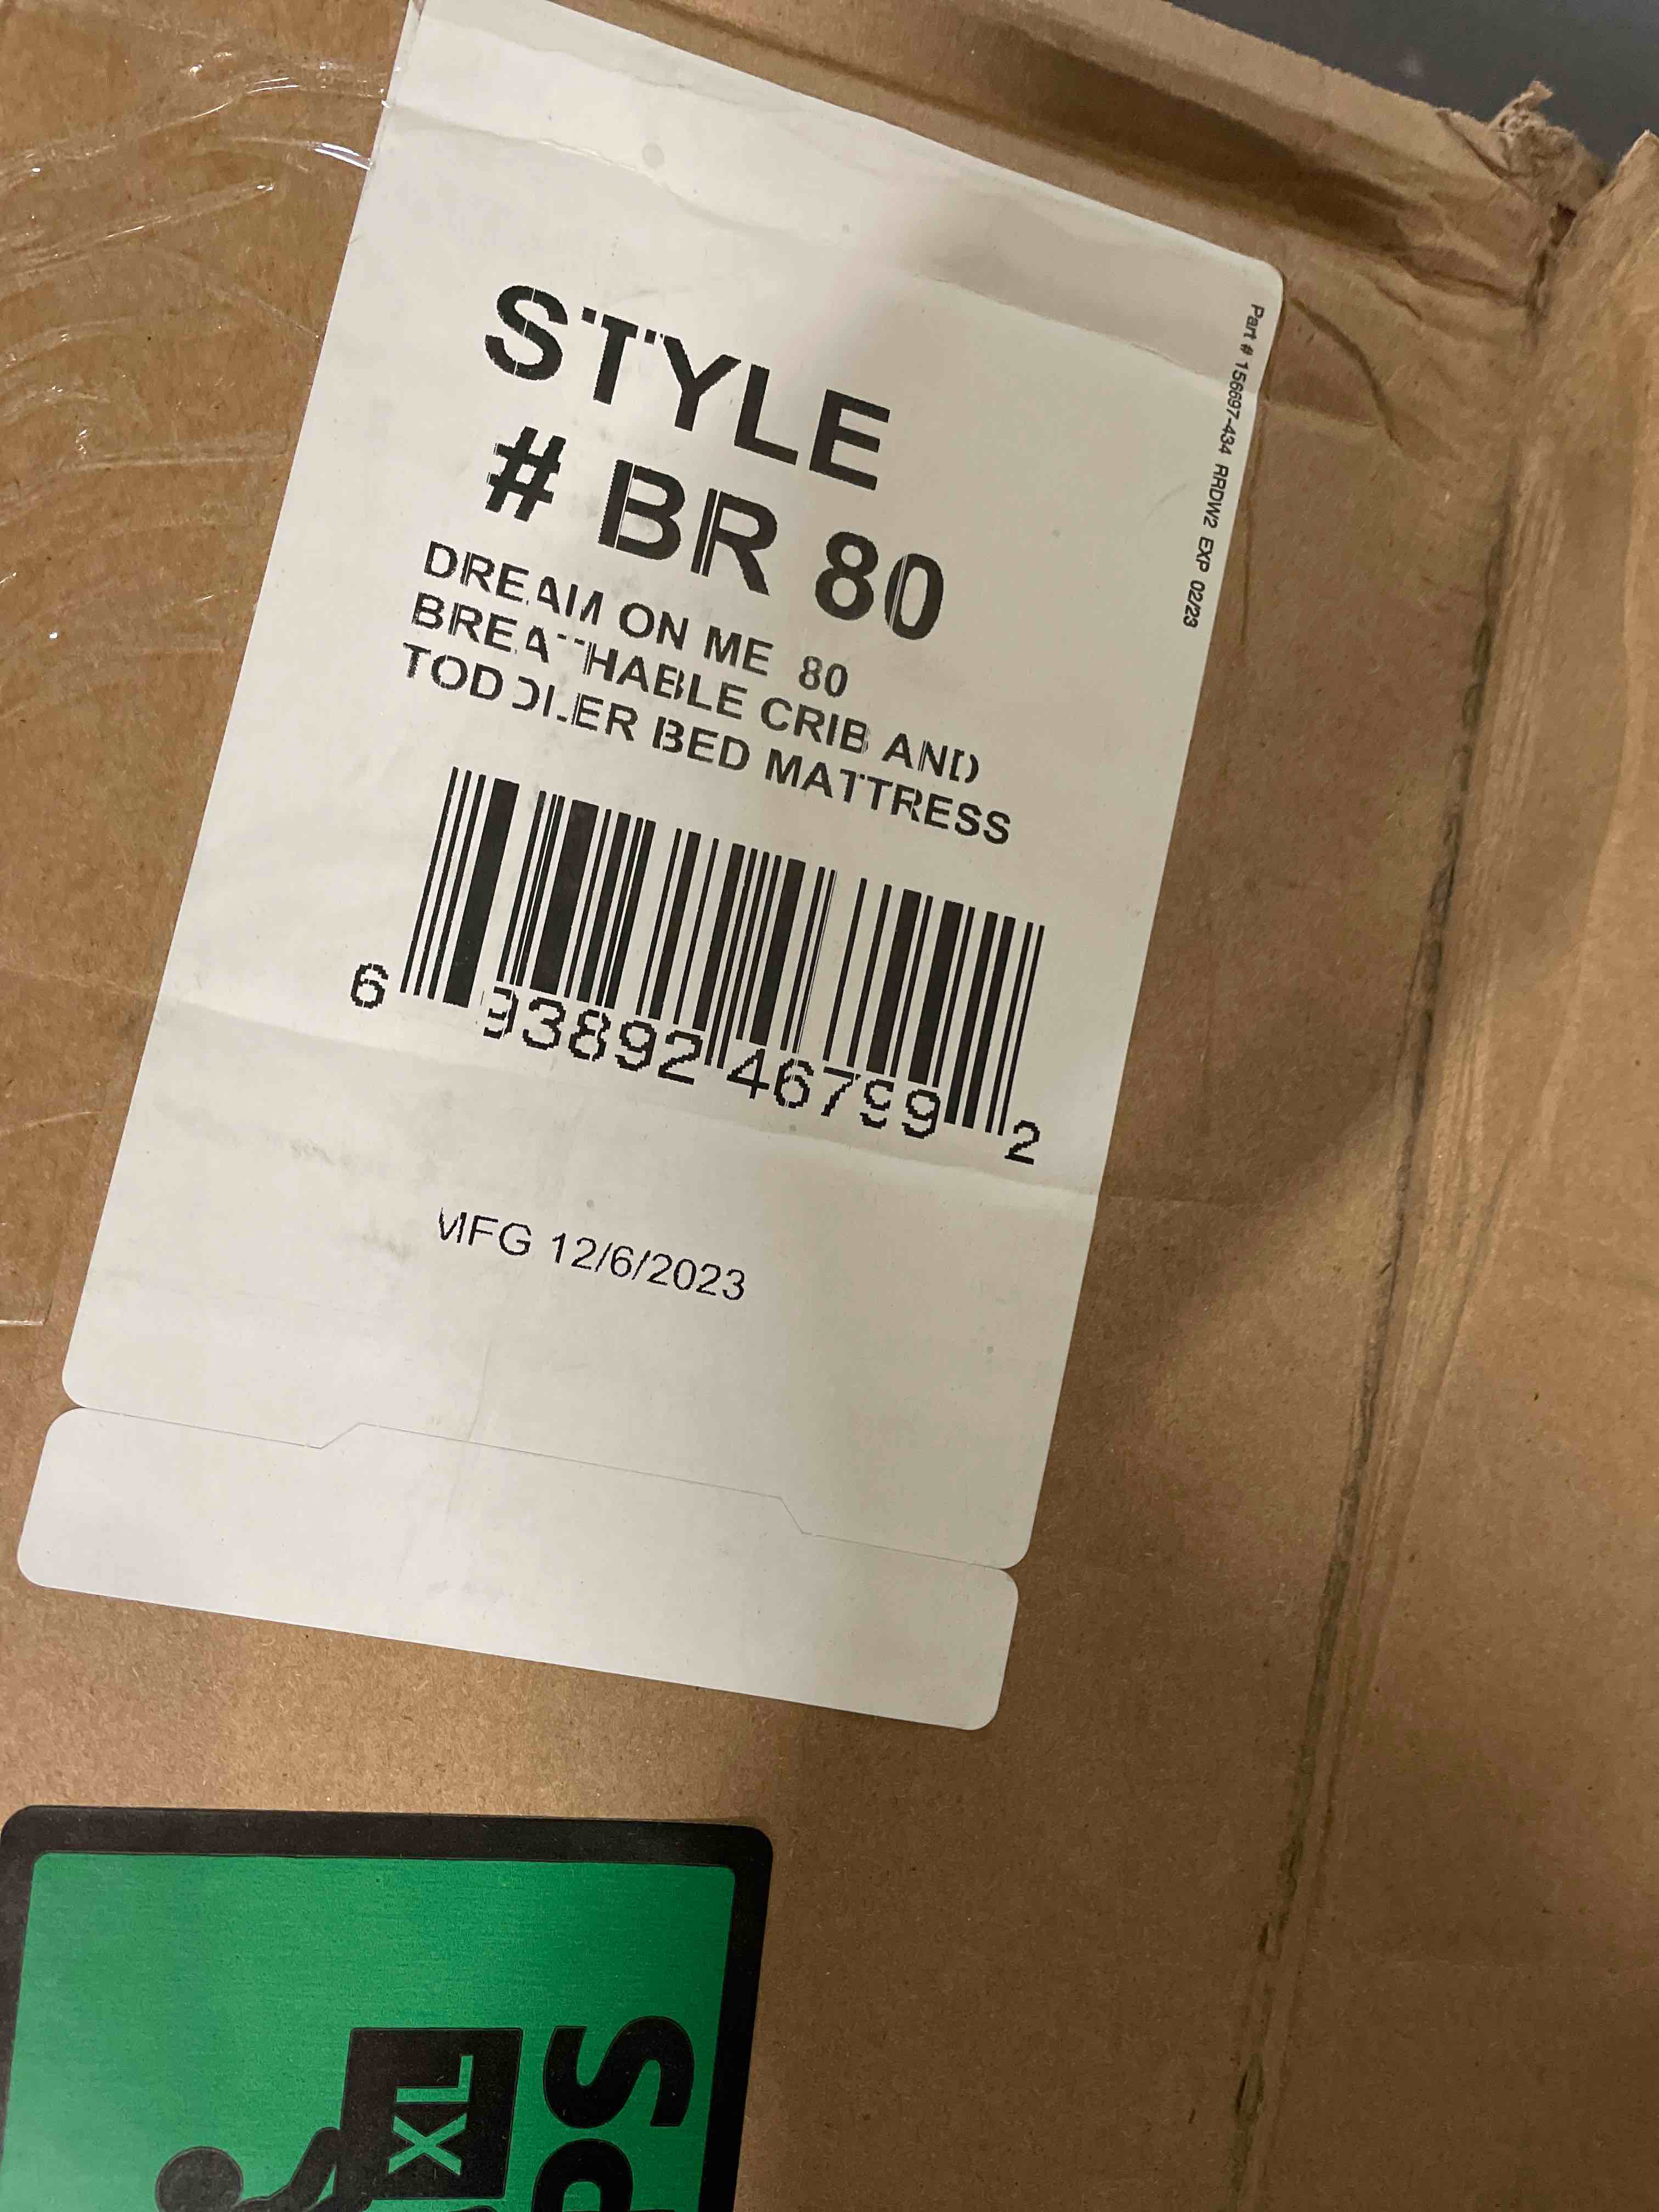 STYLE
# BR 80
DREAM ON ME 80
BREATHABLE CRIB AND
TODDLER BED MATTRESS
6 93892 46799 2
MFG 12/6/2023
Part # 156697-434 RRDW2 EXP 02/23
XL